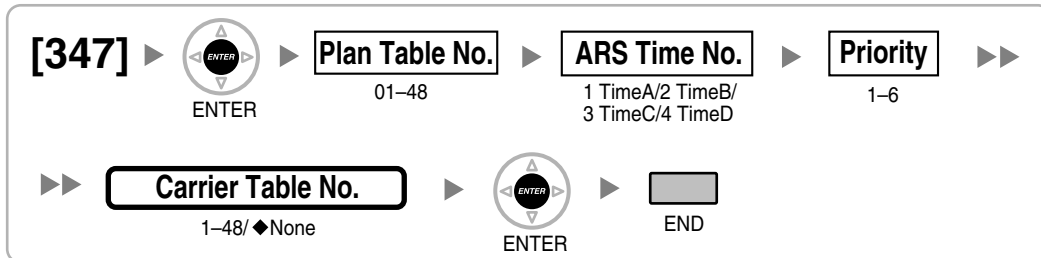 [347] ENTER Plan Table No. ARS Time No. Priority
ENTER 01–48 1 TimeA/2 TimeB/ 1–6
3 TimeC/4 TimeD
Carrier Table No. ENTER
1–48/ ◆None ENTER END